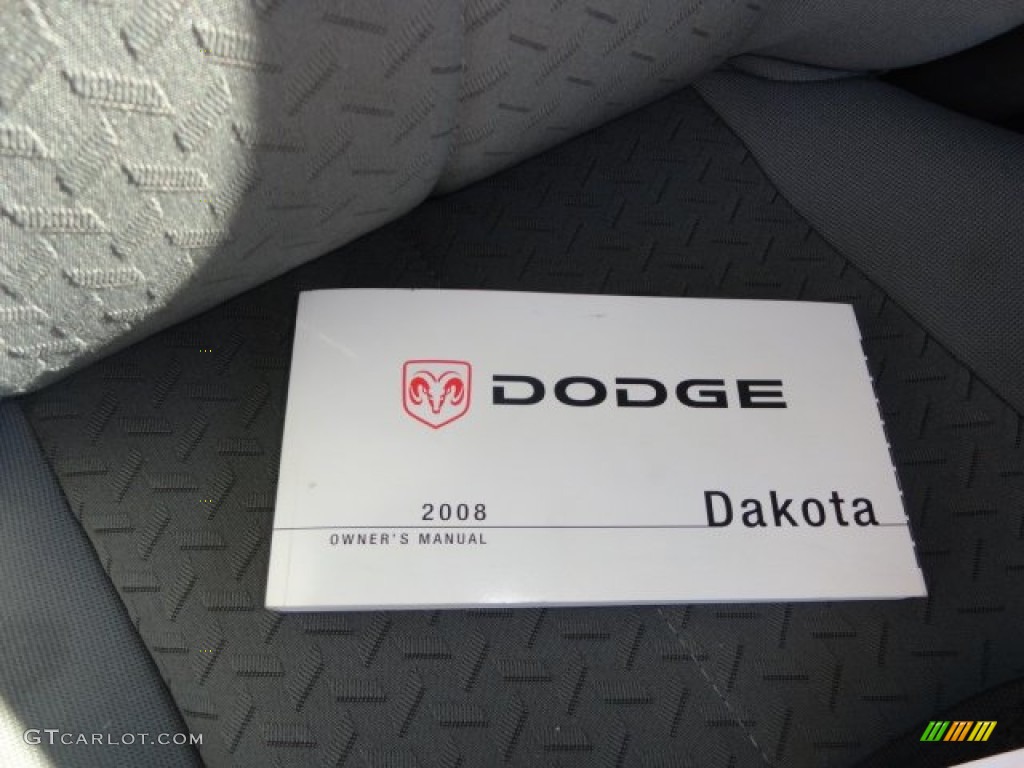 DODGE
2008
Dakota
OWNER'S MANUAL
GTCARLOT.COM